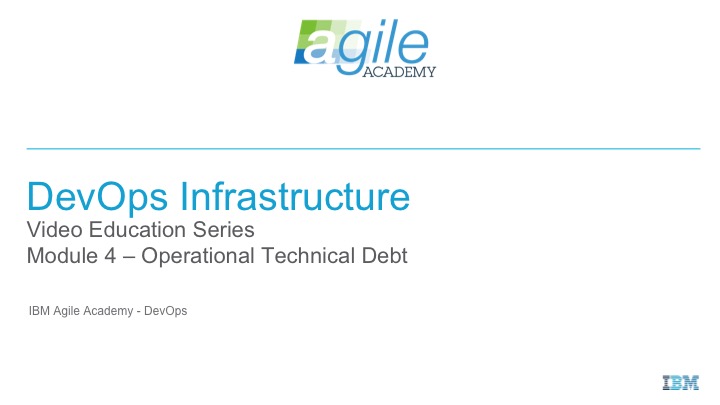 agile
ACADEMY
DevOps Infrastructure
Video Education Series
Module 4 – Operational Technical Debt
IBM Agile Academy - DevOps
IBM